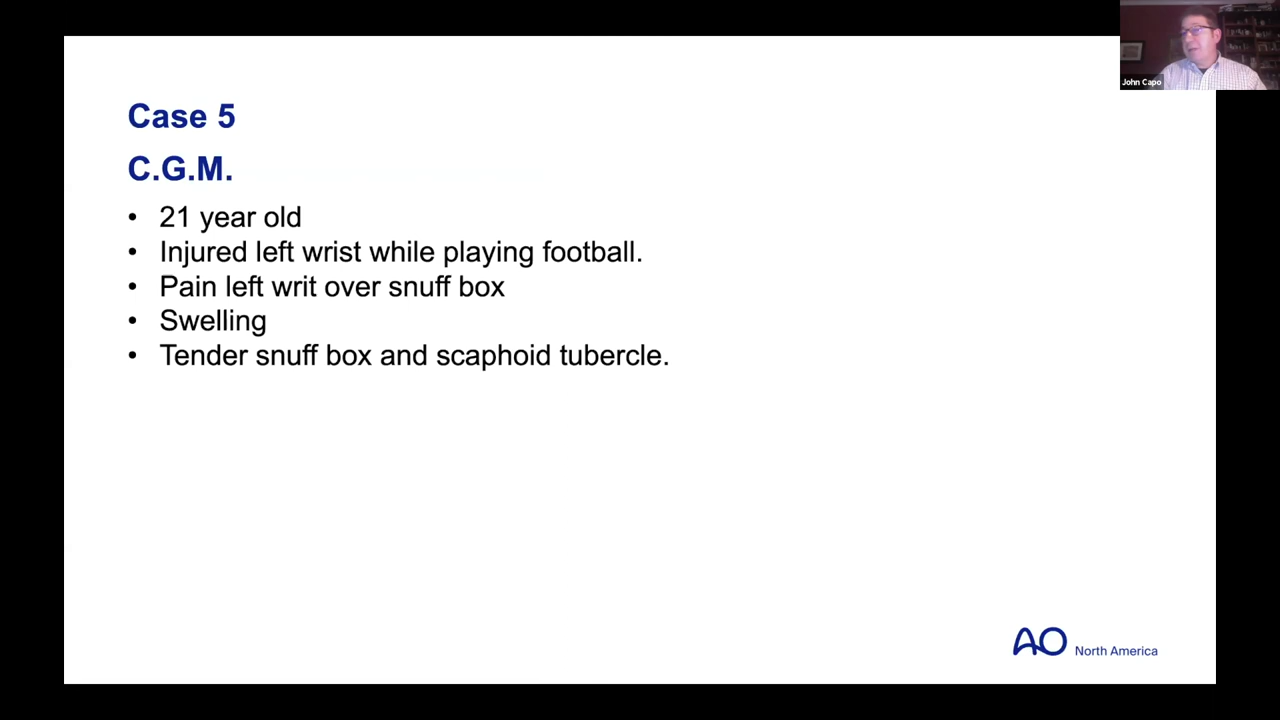 John Capo
Case 5
C.G.M.
• 21 year old
• Injured left wrist while playing football.
• Pain left writ over snuff box
• Swelling
• Tender snuff box and scaphoid tubercle.
AO North America